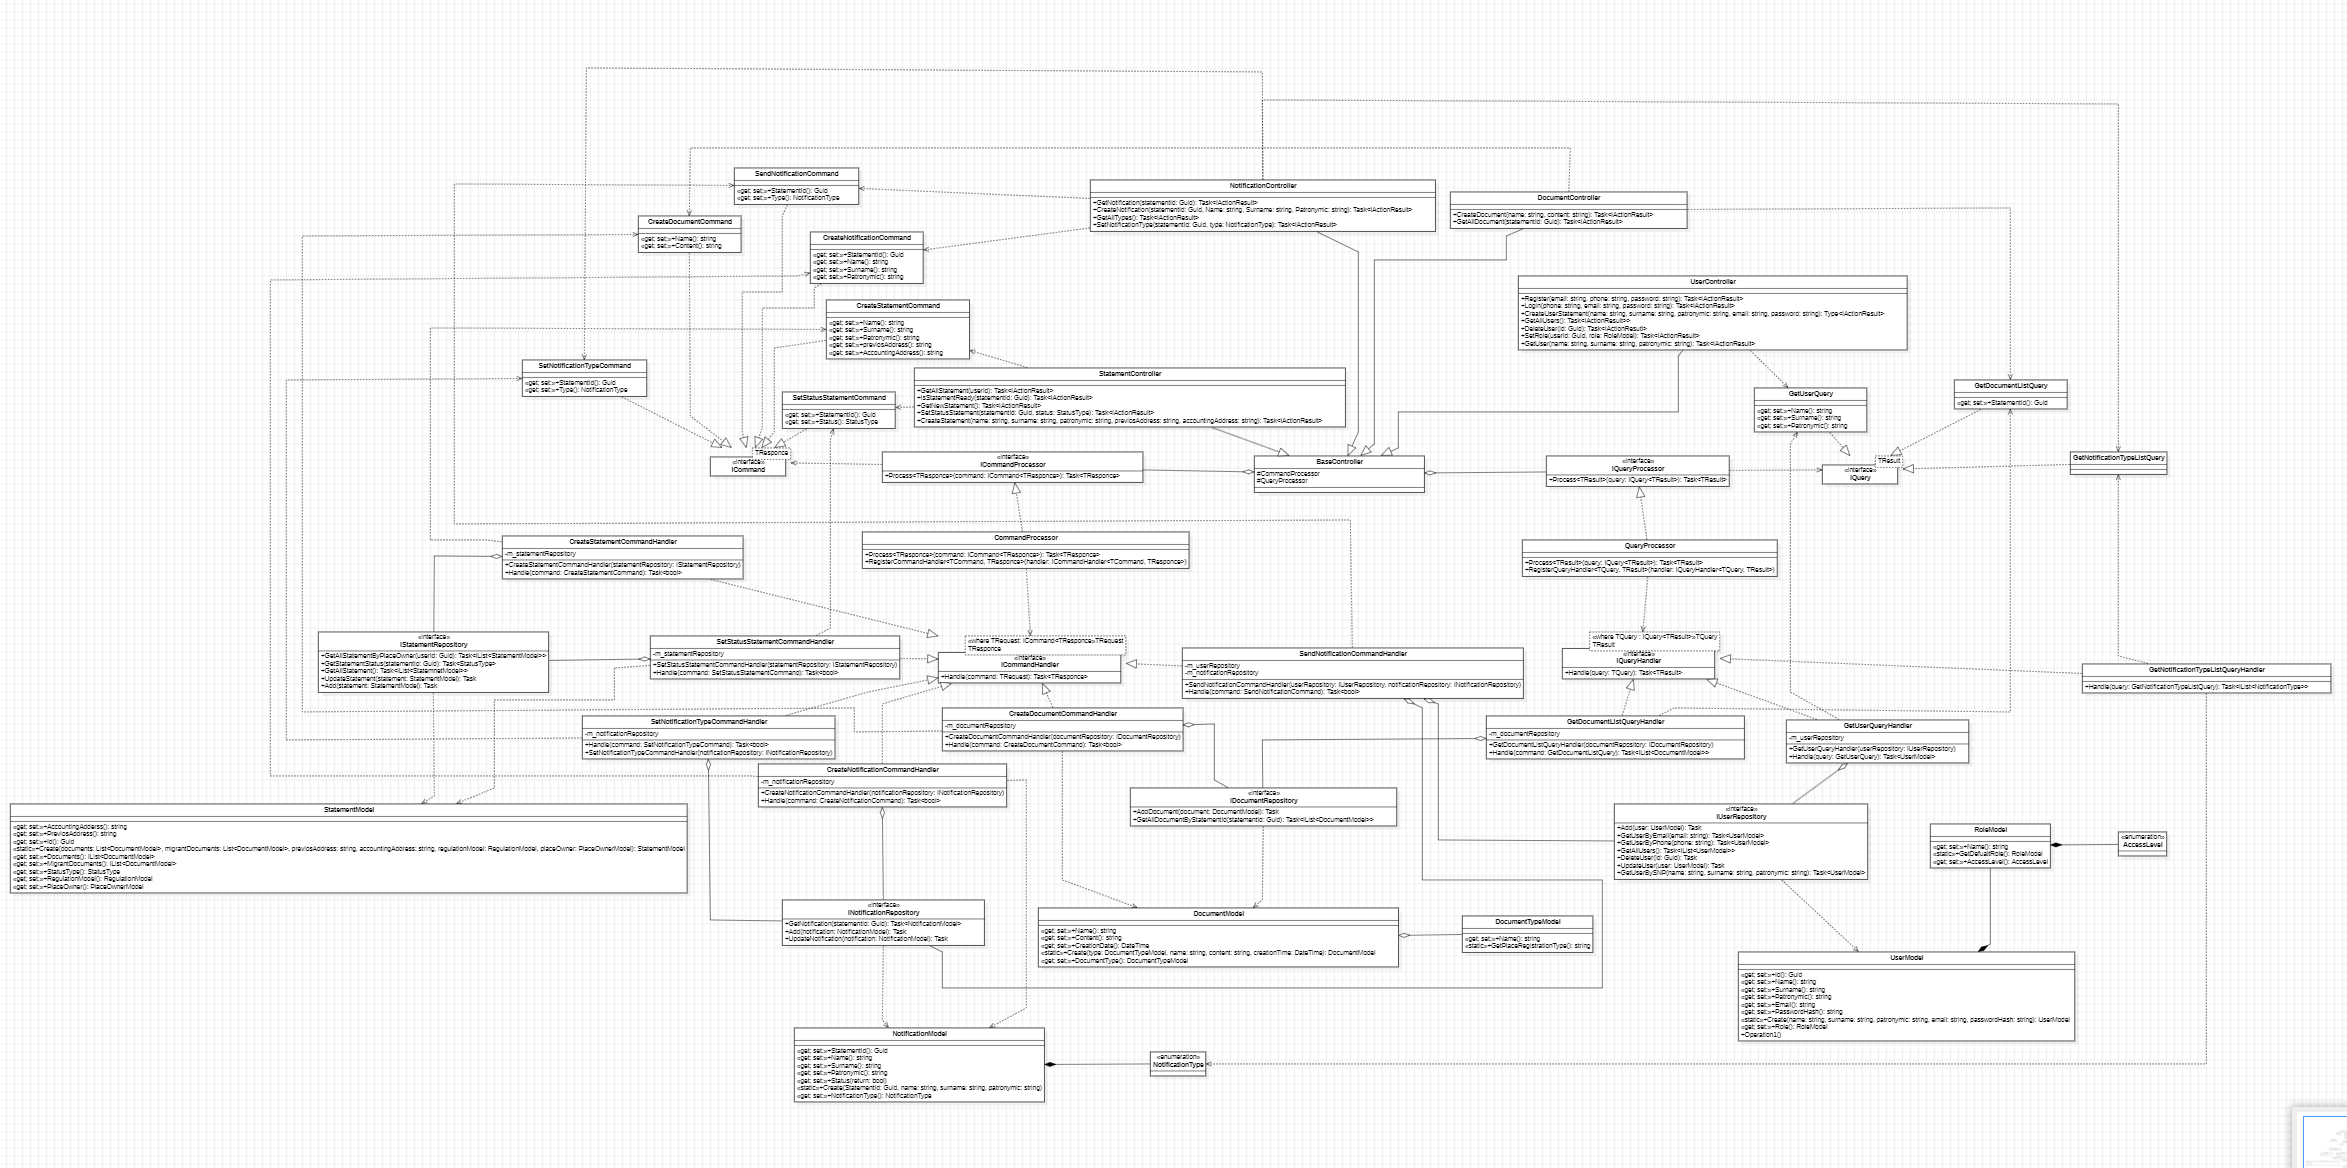 SendNotificationCommand
«get; set;»+StatementId(): Guid
«get; set;»+Type(): NotificationType
NotificationController
+GetNotification(statementId: Guid): Task<IActionResult>
+CreateNotification(statementId: Guid, Name: string, Surname: string, Patronymic: string): Task<IActionResult>
+GetAllTypes(): Task<IActionResult>
+SetNotificationType(statementId: Guid, type: NotificationType): Task<IActionResult>
DocumentController
+CreateDocument(name: string, content: string): Task<IActionResult>
+GetAllDocument(statementId: Guid): Task<IActionResult>
CreateDocumentCommand
«get; set;»+Name(): string
«get; set;»+Content(): string
CreateNotificationCommand
«get; set;»+StatementId(): Guid
«get; set;»+Name(): string
«get; set;»+Surname(): string
«get; set;»+Patronymic(): string
UserController
+Register(email: string, phone: string, password: string): Task<IActionResult>
+Login(phone: string, email: string, password: string): Task<IActionResult>
+CreateUserStatement(name: string, surname: string, patronymic: string, email: string, password: string): Type<IActionResult>
+GetAllUsers(): Task<IActionResult>>
+DeleteUser(id: Guid): Task<IActionResult>
+SetRole(userId: Guid, role: RoleModel): Task<IActionResult>
+GetUser(name: string, surname: string, patronymic: string): Task<IActionResult>
CreateStatementCommand
«get; set;»+Name(): string
«get; set;»+Surname(): string
«get; set;»+Patronymic(): string
«get; set;»+previosAddress(): string
«get; set;»+AccountingAddress(): string
SetNotificationTypeCommand
«get; set;»+StatementId(): Guid
«get; set;»+Type(): NotificationType
StatementController
+GetAllStatement(userId): Task<IActionResult>
+IsStatementReady(statementId: Guid): Task<IActionResult>
+GetNewStatement(): Task<IActionResult>
+SetStatusStatement(statementId: Guid, status: StatusType): Task<IActionResult>
+CreateStatement(name: string, surname: string, patronymic: string, previosAddress: string, accountingAddress: string): Task<IActionResult>
SetStatusStatementCommand
«get; set;»+StatementId(): Guid
«get; set;»+Status(): StatusType
GetUserQuery
«get; set;»+Name(): string
«get; set;»+Surname(): string
«get; set;»+Patronymic(): string
GetDocumentListQuery
«get; set;»+StatementId(): Guid
TResponce
«interface»
ICommand
«interface»
ICommandProcessor
+Process<TResponce>(command: ICommand<TResponce>): Task<TResponce>
BaseController
#CommandProcessor
#QueryProcessor
«interface»
IQueryProcessor
+Process<TResult>(query: IQuery<TResult>): Task<TResult>
TResult
«interface»
IQuery
GetNotificationTypeListQuery
CreateStatementCommandHandler
-m_statementRepository
+CreateStatementCommandHandler(statementRepository: IStatementRepository)
+Handle(command: CreateStatementCommand): Task<bool>
CommandProcessor
+Process<TResponce>(command: ICommand<TResponce>): Task<TResponce>
+RegisterCommandHandler<TCommand, TResponce>(handler: ICommandHandler<TCommand, TResponce>)
QueryProcessor
+Process<TResult>(query: IQuery<TResult>): Task<TResult>
+RegisterQueryHandler<TQuery, TResult>(handler: IQueryHandler<TQuery, TResult>)
«interface»
IStatementRepository
+GetAllStatementByPlaceOwner(userId: Guid): Task<IList<StatementModel>>
+GetStatementStatus(statementId: Guid): Task<StatusType>
+GetAllStatement(): Task<IList<StatemnetModel>>
+UpdateStatement(statement: StatementModel): Task
+Add(statement: StatementModel): Task
SetStatusStatementCommandHandler
-m_statementRepository
+SetStatusStatementCommandHandler(statementRepository: IStatementRepository)
+Handle(command: SetStatusStatementCommand): Task<bool>
«where TRequest: ICommand<TResponce>»TRequest
TResponce
«interface»
ICommandHandler
+Handle(command: TRequest): Task<TResponce>
SendNotificationCommandHandler
-m_userRepository
-m_notificationRepository
+SendNotificationCommandHandler(userRepository: IUserRepository, notificationRepository: INotificationRepository)
+Handle(command: SendNotificationCommand): Task<bool>
«where TQuery : IQuery<TResult>»TQuery
TResult
«interface»
IQueryHandler
+Handle(query: TQuery): Task<TResult>
GetNotificationTypeListQueryHandler
+Handle(query: GetNotificationTypeListQuery): Task<IList<NotificationType>>
SetNotificationTypeCommandHandler
-m_notificationRepository
+Handle(command: SetNotificationTypeCommand): Task<bool>
+SetNotificationTypeCommandHandler(notificationRepository: INotificationRepository)
CreateDocumentCommandHandler
-m_documentRepository
+CreateDocumentCommandHandler(documentRepository: IDocumentRepository)
+Handle(command: CreateDocumentCommand): Task<bool>
GetDocumentListQueryHandler
-m_documentRepository
+GetDocumentListQueryHandler(documentRepository: IDocumentRepository)
+Handle(command: GetDocumentListQuery): Task<IList<DocumentModel>>
GetUserQueryHandler
-m_userRepository
+GetUserQueryHandler(userRepository: IUserRepository)
+Handle(query: GetUserQuery): Task<UserModel>
CreateNotificationCommandHandler
-m_notificationRepository
+CreateNotificationCommandHandler(notificationRepository: INotificationRepository)
+Handle(command: CreateNotificationCommand): Task<bool>
«interface»
IDocumentRepository
+AddDocument(document: DocumentModel): Task
+GetAllDocumentByStatementId(statementId: Guid): Task<IList<DocumentModel>>
StatementModel
«get; set;»+AccountingAdderss(): string
«get; set;»+PreviosAddress(): string
«get; set;»+Id(): Guid
«static»+Create(documents: List<DocumentModel>, migrantDocuments: List<DocumentModel>, previosAddress: string, accountingAddress: string, regulationModel: RegulationModel, placeOwner: PlaceOwnerModel): StatementModel
«get; set;»+Documents(): IList<DocumentModel>
«get; set;»+MigrantDocuments(): IList<DocumentModel>
«get; set;»+StatusType(): StatusType
«get; set;»+RegulationModel(): RegulationModel
«get; set;»+PlaceOwner(): PlaceOwnerModel
«interface»
IUserRepository
+Add(user: UserModel): Task
+GetUserByEmail(email: string): Task<UserModel>
+GetUserByPhone(phone: string): Task<UserModel>
+GetAllUsers(): Task<IList<UserModel>>
+DeleteUser(id: Guid): Task
+UpdateUser(user: UserModel): Task
+GetUserBySNP(name: string, surname: string, patronymic: string): Task<UserModel>
RoleModel
«get; set;»+Name(): string
«static»+GetDefualtRole(): RoleModel
«get; set;»+AccessLevel(): AccessLevel
«enumeration»
AccessLevel
«interface»
INotificationRepository
+GetNotification(statementId: Guid): Task<NotificationModel>
+Add(notification: NotificationModel): Task
+UpdateNotification(notification: NotificationModel): Task
DocumentModel
«get; set;»+Name(): string
«get; set;»+Content(): string
«get; set;»+CreationDate(): DateTime
«static»+Create(type: DocumentTypeModel, name: string, content: string, creationTime: DateTime): DocumentModel
«get; set;»+DocumentType(): DocumentTypeModel
DocumentTypeModel
«get; set;»+Name(): string
«static»+GetPlaceRegistrationType(): string
UserModel
«get; set;»+Id(): Guid
«get; set;»+Name(): string
«get; set;»+Surname(): string
«get; set;»+Patronymic(): string
«get; set;»+Email(): string
«get; set;»+PasswordHash(): string
«static»+Create(name: string, surname: string, patronymic: string, email: string, passwordHash: string): UserModel
«get; set;»+Role(): RoleModel
+Operation1()
NotificationModel
«get; set;»+StatementId(): Guid
«get; set;»+Name(): string
«get; set;»+Surname(): string
«get; set;»+Patronymic(): string
«get; set;»+Status(return: bool)
«static»+Create(StatementId: Guid, name: string, surname: string, patronymic: string)
«get; set;»+NotificationType(): NotificationType
«enumeration»
NotificationType